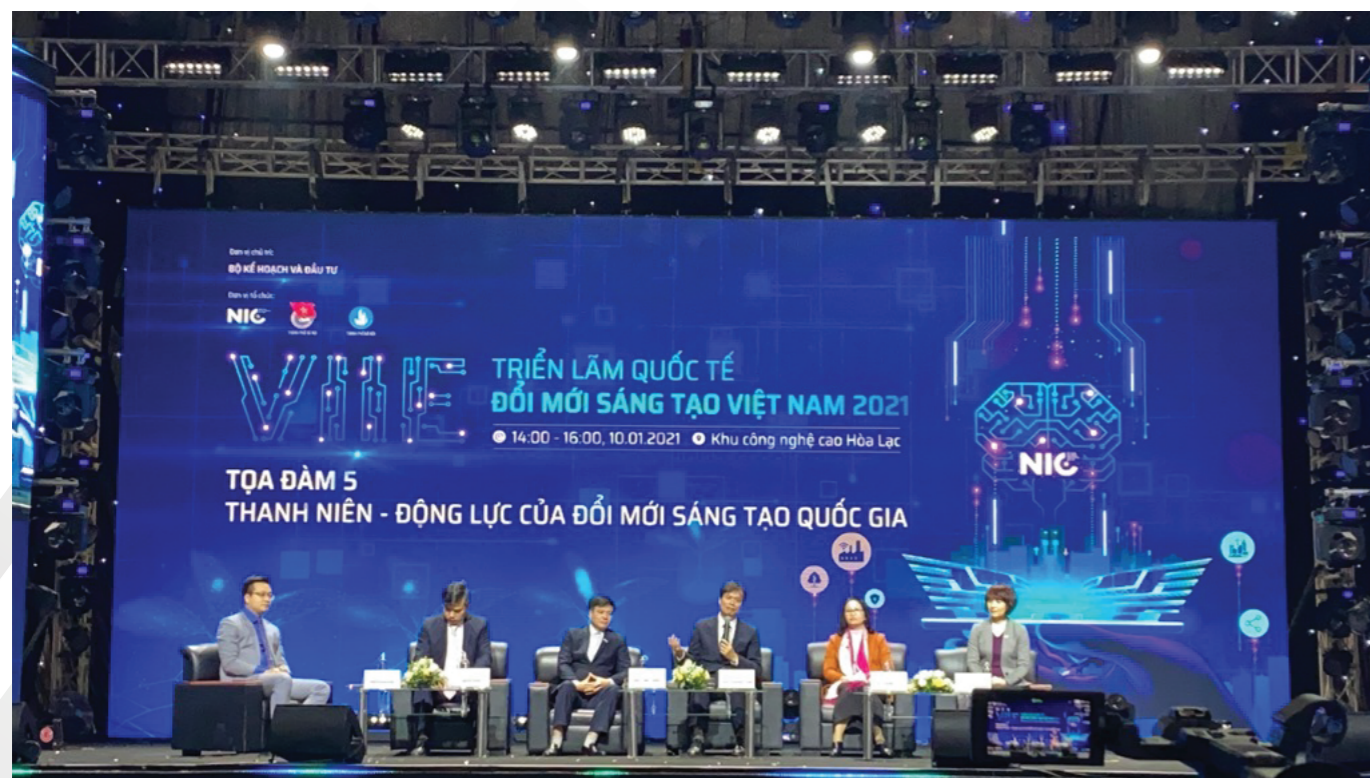 Đơn vị chủ trì:
BỘ KẾ HOẠCH VÀ ĐẦU TƯ
Đơn vị tổ chức:
NIC
VIIE
TRIỂN LÃM QUỐC TẾ
ĐỔI MỚI SÁNG TẠO VIỆT NAM 2021
14:00 - 16:00, 10.01.2021 Khu công nghệ cao Hòa Lạc
NIC
TỌA ĐÀM 5
THANH NIÊN - ĐỘNG LỰC CỦA ĐỔI MỚI SÁNG TẠO QUỐC GIA